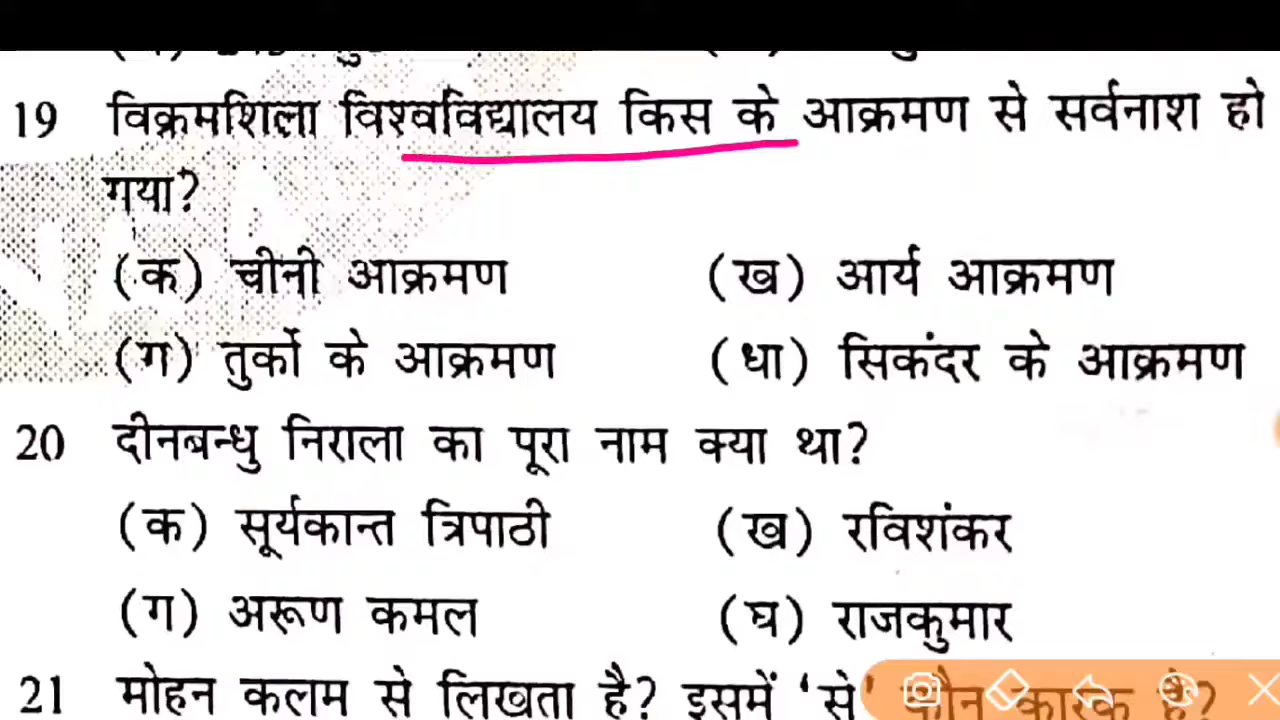 19 विक्रमशिला विश्वविद्यालय किस के आक्रमण से सर्वनाश हो
गया?
(क) चीनी आक्रमण (ख) आर्य आक्रमण
(ग) तुर्को के आक्रमण (धा) सिकंदर के आक्रमण
20 दीनबन्धु निराला का पूरा नाम क्या था?
(क) सूर्यकान्त त्रिपाठी (ख) रविशंकर
(ग) अरूण कमल (घ) राजकुमार
21 मोहन कलम से लिखता है? इसमें ‘से’ कौन कारक है?